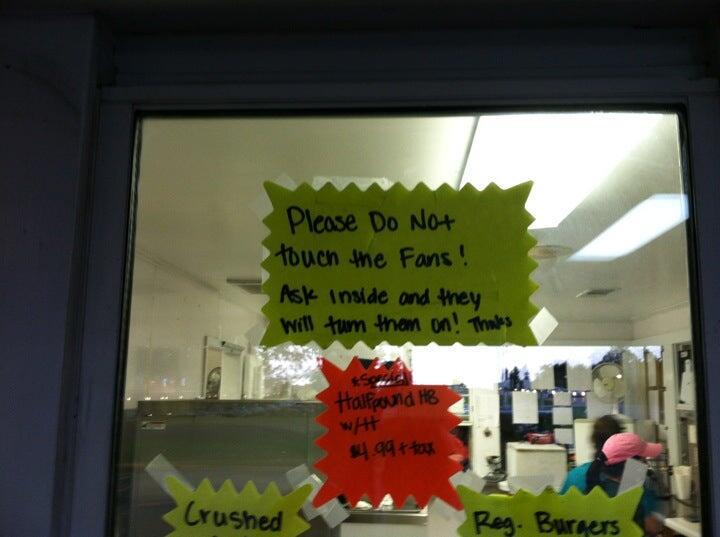 Please Do Not
touch the Fans!
Ask inside and they
will turn them on! Thnks
*Special
Halfpound HB
w/H
$4.99 + tax
Crushed
Reg. Burgers